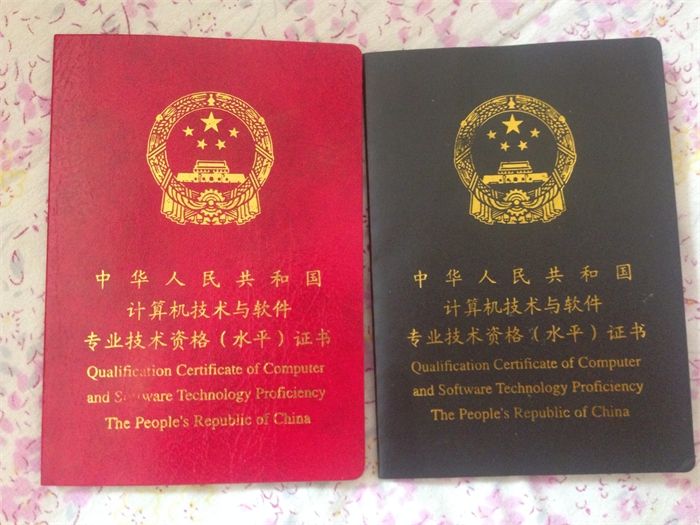 中华人民共和国
计算机技术与软件
专业技术资格（水平）证书
Qualification Certificate of Computer
and Software Technology Proficiency
The People's Republic of China
中华人民共和国
计算机技术与软件
专业技术资格（水平）证书
Qualification Certificate of Computer
and Software Technology Proficiency
The People's Republic of China